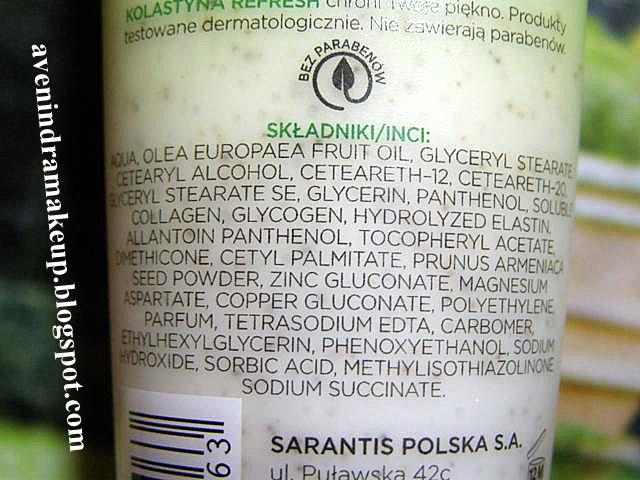 KOLASTYNA REFRESH chroni Twoje piękno. Produkty
testowane dermatologicznie. Nie zawierają parabenów.
BEZ PARABENÓW
SKŁADNIKI/INCI:
AQUA, OLEA EUROPAEA FRUIT OIL, GLYCERYL STEARATE,
CETEARYL ALCOHOL, CETEARETH-12, CETEARETH-20,
GLYCERYL STEARATE SE, GLYCERIN, PANTHENOL, SOLUBLE
COLLAGEN, GLYCOGEN, HYDROLYZED ELASTIN,
ALLANTOIN PANTHENOL, TOCOPHERYL ACETATE,
DIMETHICONE, CETYL PALMITATE, PRUNUS ARMENIACA
SEED POWDER, ZINC GLUCONATE, MAGNESIUM
ASPARTATE, COPPER GLUCONATE, POLYETHYLENE,
PARFUM, TETRASODIUM EDTA, CARBOMER,
ETHYLHEXYLGLYCERIN, PHENOXYETHANOL, SODIUM
HYDROXIDE, SORBIC ACID, METHYLISOTHIAZOLINONE,
SODIUM SUCCINATE.
63
SARANTIS POLSKA S.A.
ul. Puławska 42c
12 M
avenindramakeup.blogspot.com